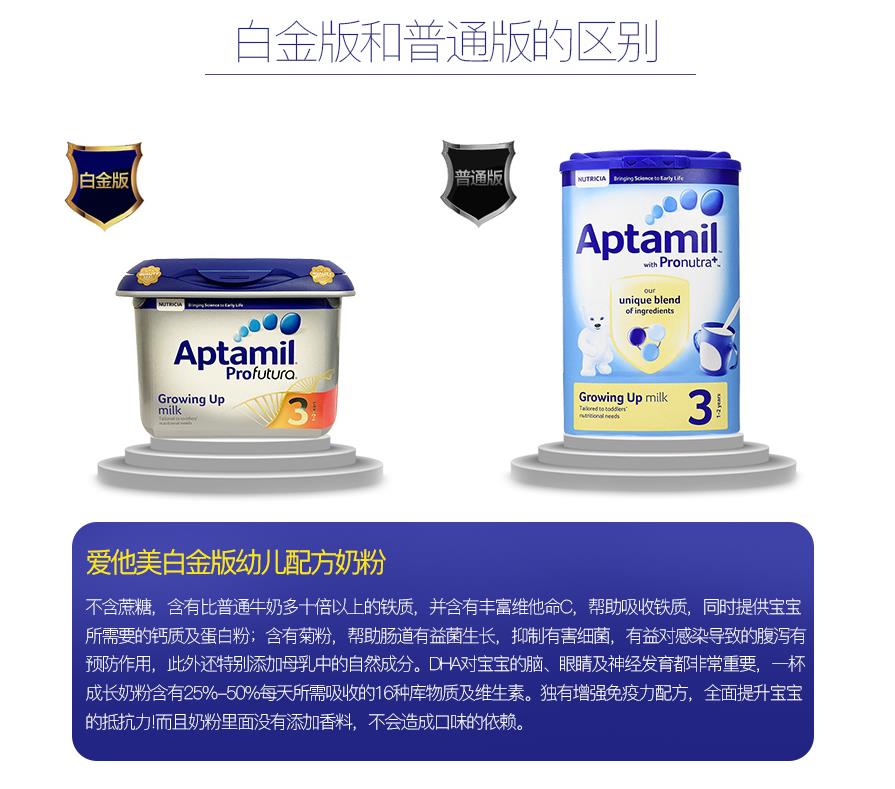 白金版和普通版的区别
白金版
普通版
NUTRICIA Bringing Science to Early Life
Aptamil
Profutura
Growing Up
milk
Tailored to toddlers'
nutritional needs
3
1-2 years
NUTRICIA Bringing Science to Early Life
Aptamil
with Pronutra+
our
unique blend
of ingredients
Growing Up milk
Tailored to toddlers'
nutritional needs
3
1-2 years
爱他美白金版幼儿配方奶粉
不含蔗糖，含有比普通牛奶多十倍以上的铁质，并含有丰富维他命C，帮助吸收铁质，同时提供宝宝
所需要的钙质及蛋白粉；含有菊粉，帮助肠道有益菌生长，抑制有害细菌，有益对感染导致的腹泻有
预防作用，此外还特别添加母乳中的自然成分。DHA对宝宝的脑、眼睛及神经发育都非常重要，一杯
成长奶粉含有25%-50%每天所需吸收的16种库物质及维生素。独有增强免疫力配方，全面提升宝宝
的抵抗力!而且奶粉里面没有添加香料，不会造成口味的依赖。